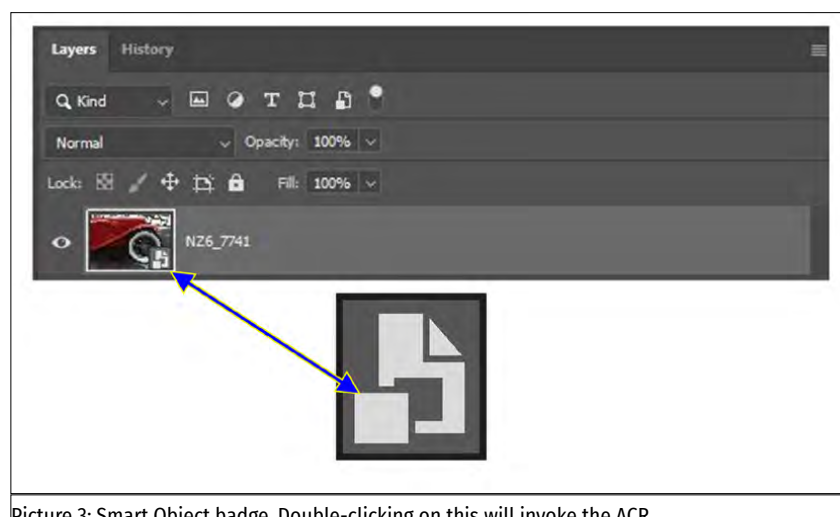 Layers History
Kind T
Normal Opacity: 100%
Lock: Fill: 100%
NZ6_7741
Picture 3: Smart Object badge. Double-clicking on this will invoke the ACR